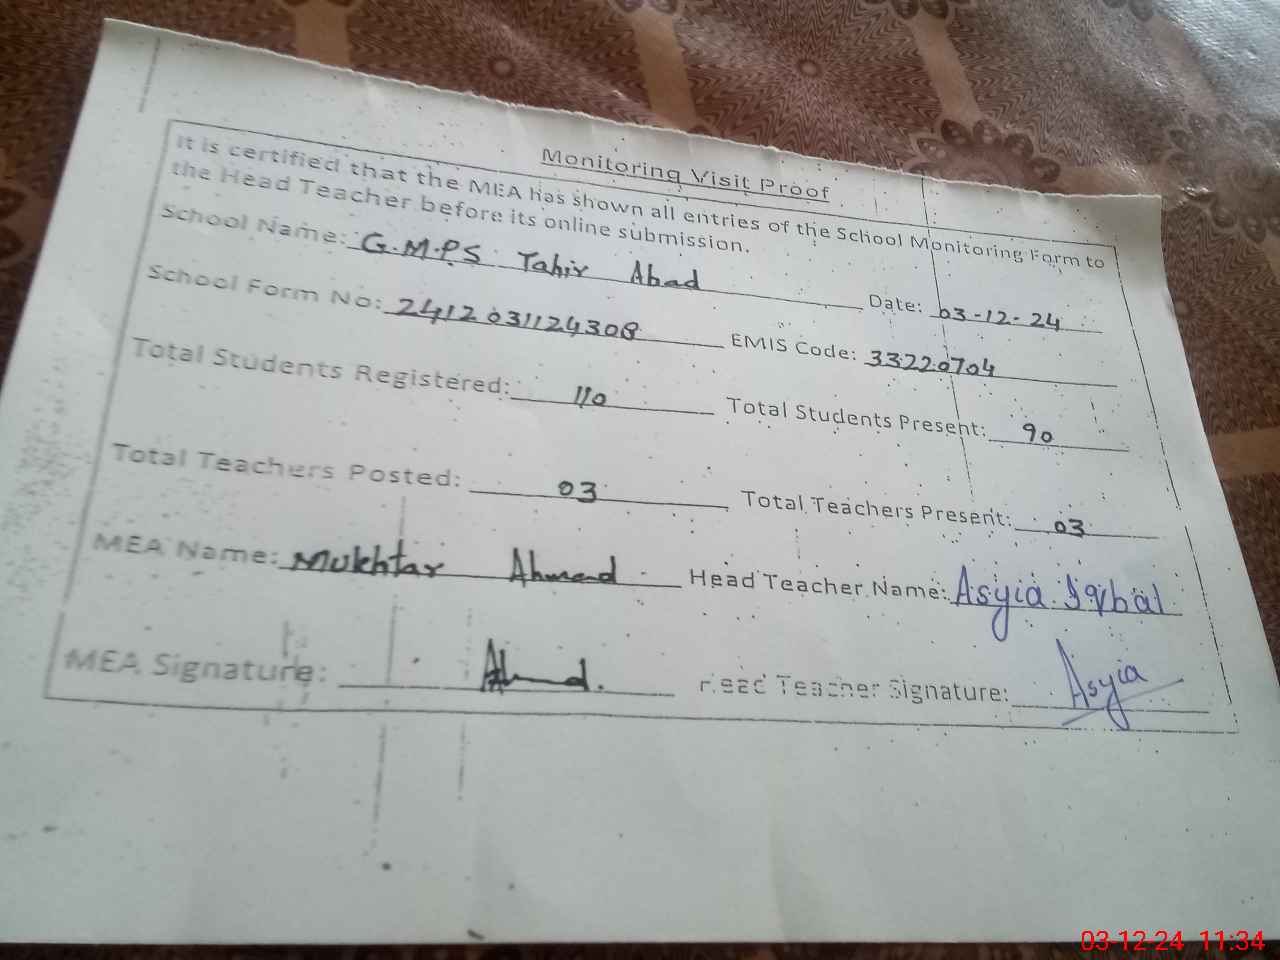 Monitoring Visit Proof
It is certified that the MEA has shown all entries of the School Monitoring Form to
the Head Teacher before its online submission.
School Name: G.M.P.S Tahir Abad Date: 03-12-24
School Form No: 2412031124308 EMIS Code: 33220704
Total Students Registered: 110 Total Students Present: 90
Total Teachers Posted: 03 Total Teachers Present: 03
MEA Name: Mukhtar Ahmad Head Teacher Name: Asyia Iqbal
MEA Signature: Ahmd. Head Teacher Signature: Asyia
03-12-24 11:34